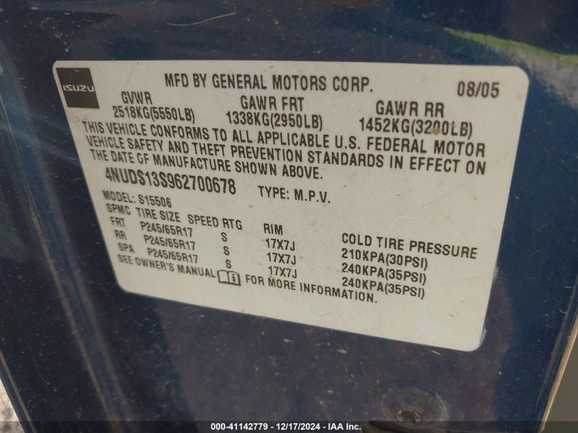 ISUZU
MFD BY GENERAL MOTORS CORP. 08/05
GVWR GAWR FRT GAWR RR
2518KG(5550LB) 1338KG(2950LB) 1452KG(3200LB)
THIS VEHICLE CONFORMS TO ALL APPLICABLE U.S. FEDERAL MOTOR
VEHICLE SAFETY AND THEFT PREVENTION STANDARDS IN EFFECT ON
THE DATE OF MANUFACTURE SHOWN ABOVE.
4NUDS13S962700678 TYPE: M.P.V.
MODEL: S15506
SPMC TIRE SIZE SPEED RTG RIM COLD TIRE PRESSURE
FRT P245/65R17 S 17X7J 210KPA(30PSI)
RR P245/65R17 S 17X7J 240KPA(35PSI)
SPA P245/65R17 S 17X7J 240KPA(35PSI)
SEE OWNER'S MANUAL FOR MORE INFORMATION.
000-41142779 - 12/17/2024 - IAA Inc.